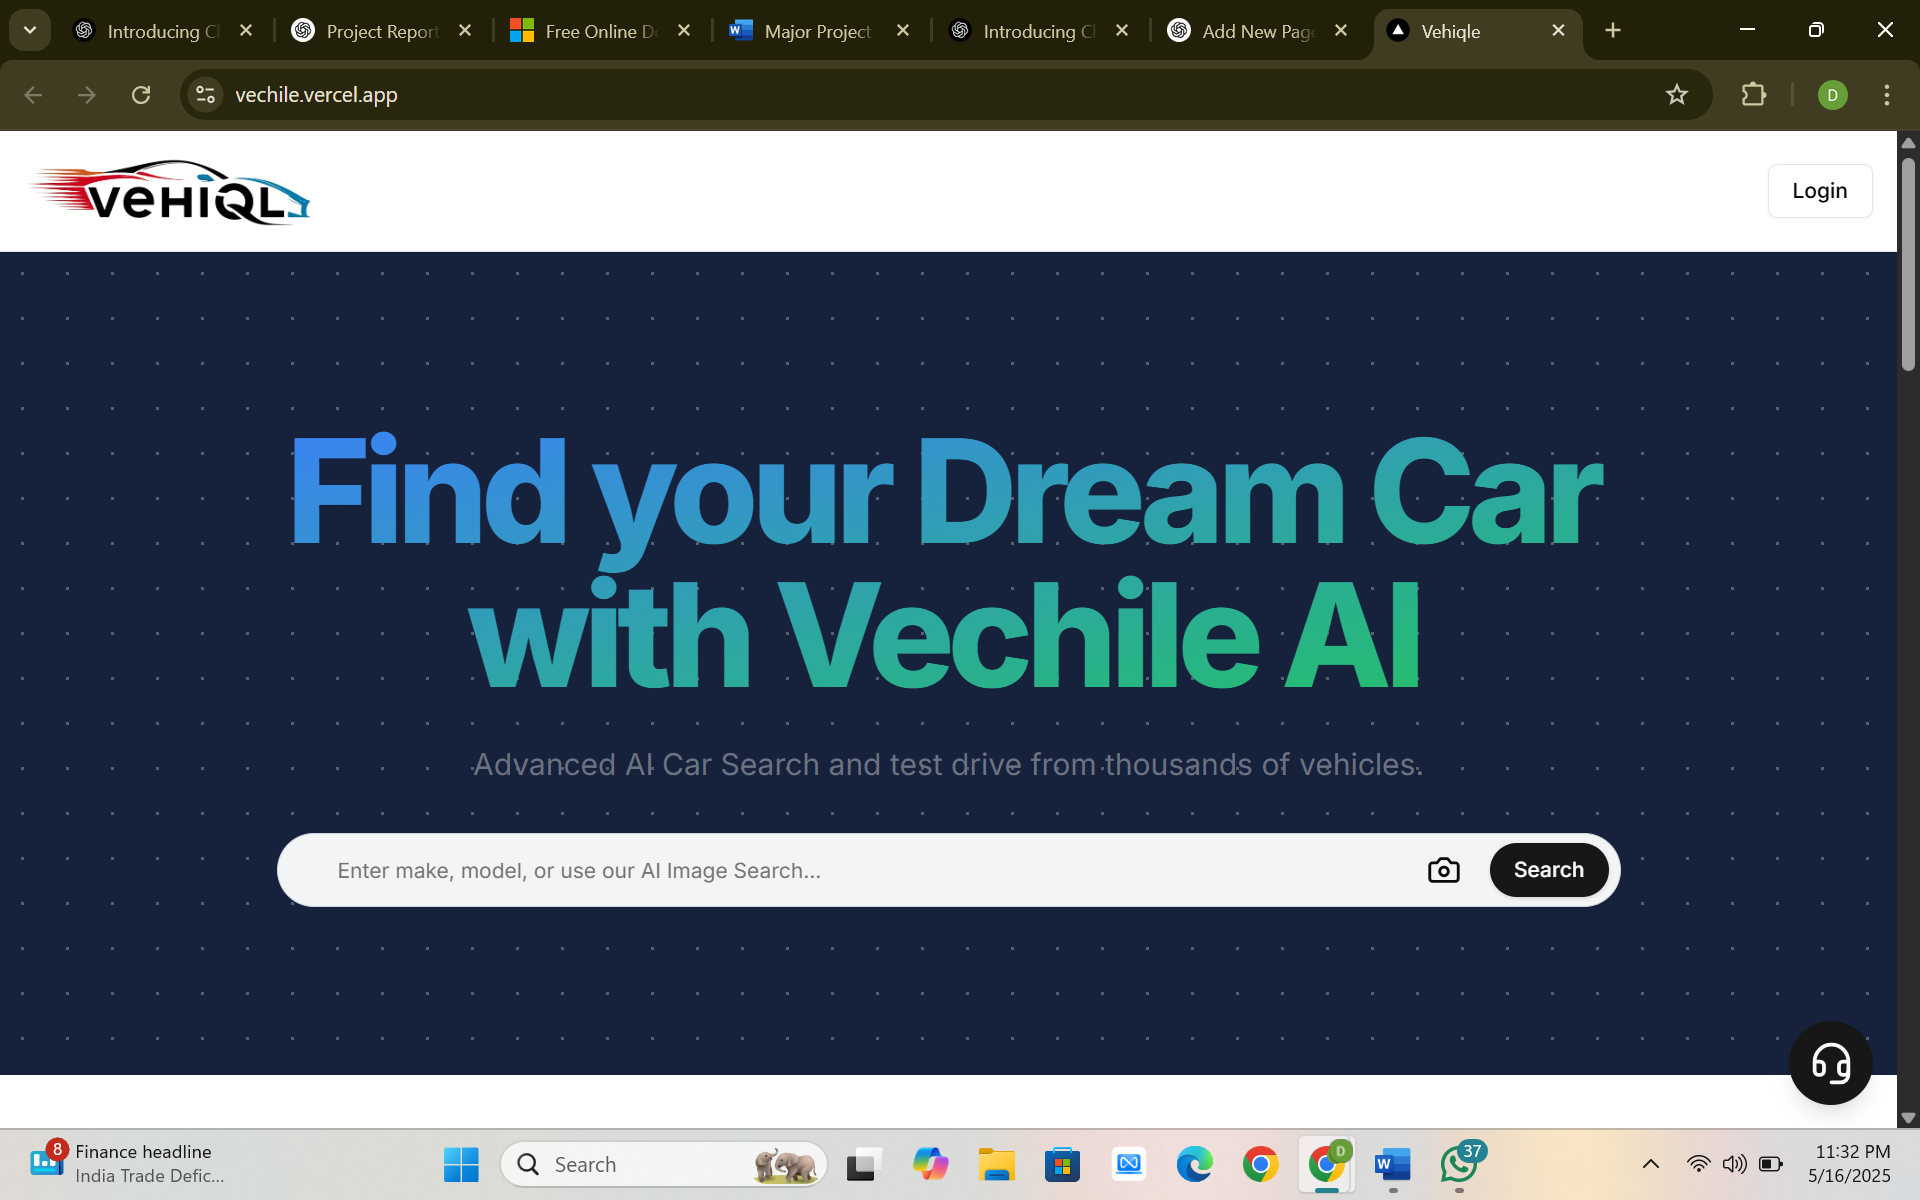 Introducing Cl
Project Report
Free Online Do
Major Project
Introducing Cl
Add New Page
Vehiqle
vechile.vercel.app
D
VEHIQL
Login
Find your Dream Car
with Vechile AI
Advanced AI Car Search and test drive from thousands of vehicles.
Enter make, model, or use our AI Image Search...
Search
8
Finance headline
India Trade Defic...
Search
D
37
11:32 PM
5/16/2025